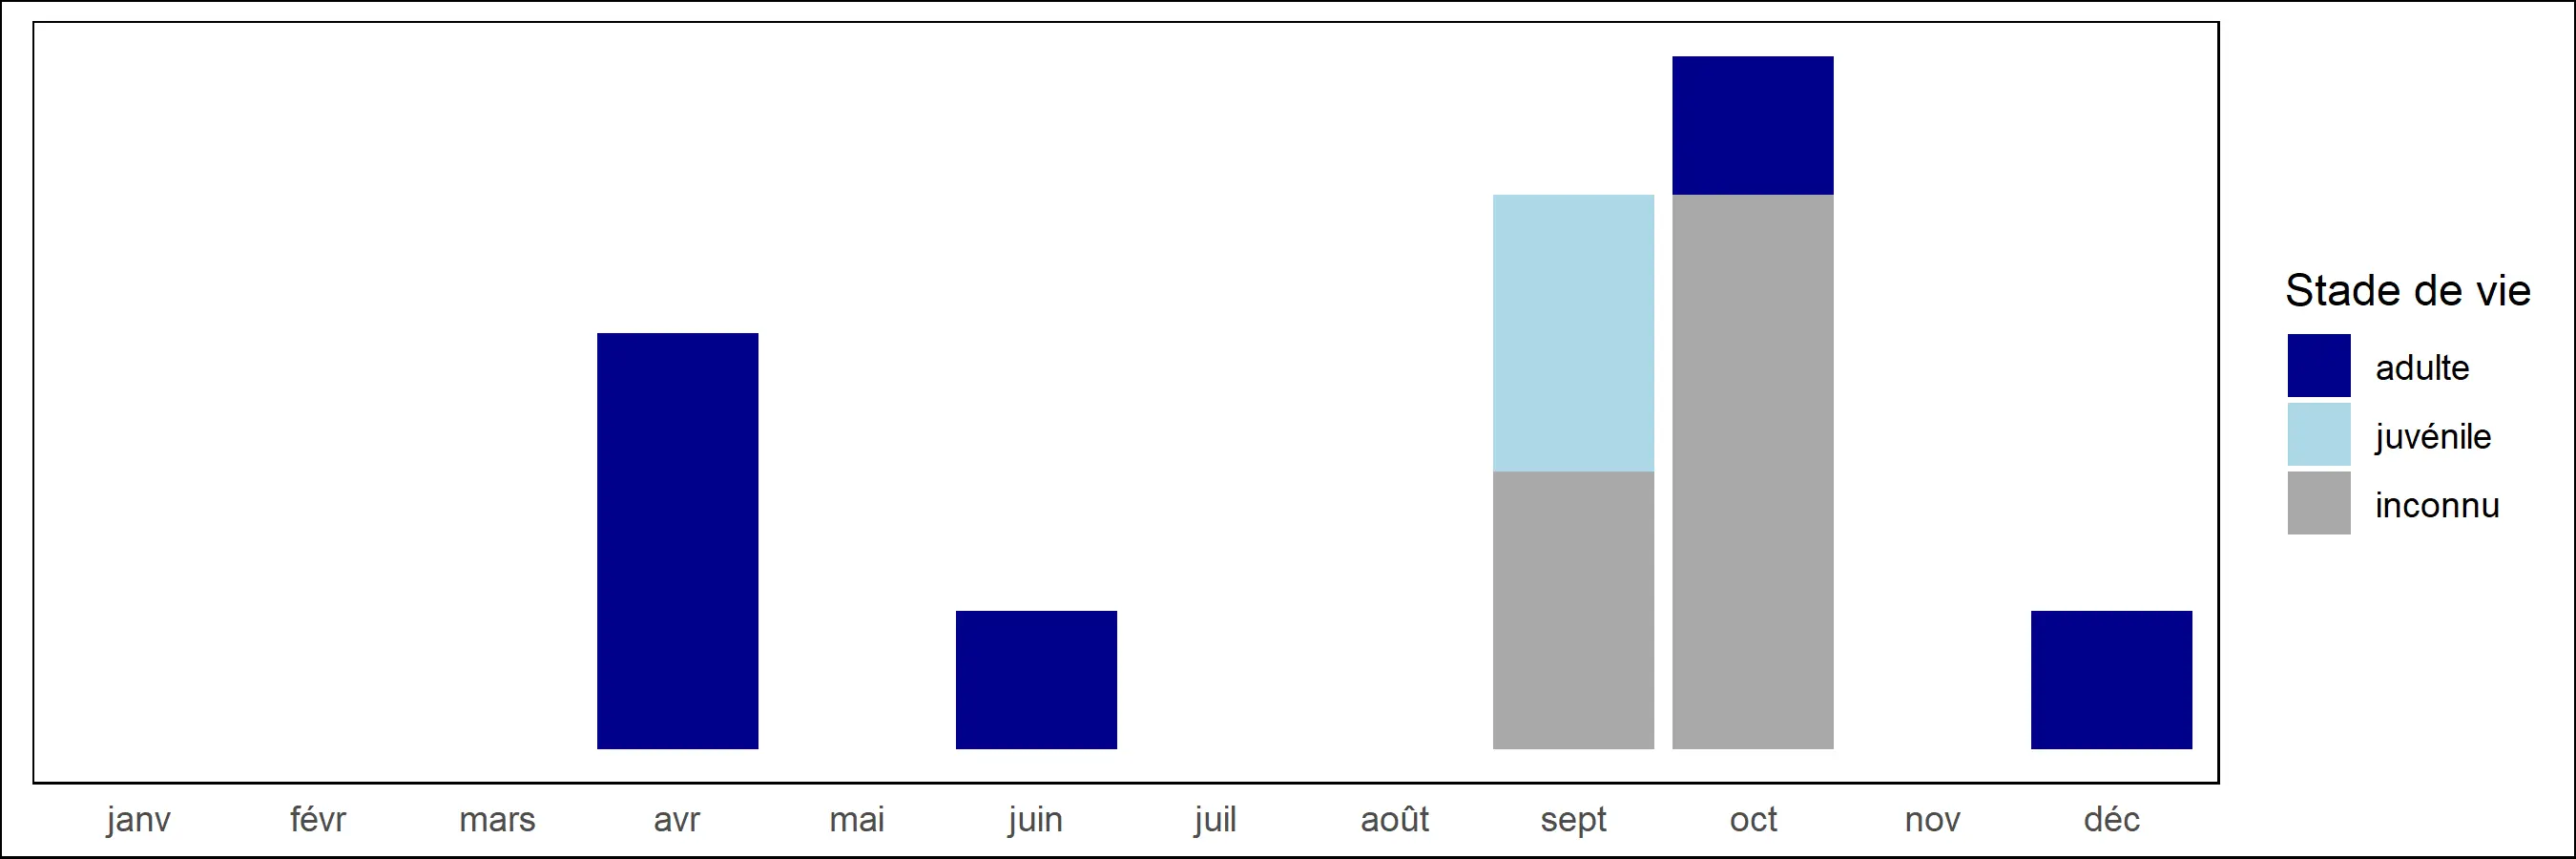 Stade de vie
adulte
juvénile
inconnu
janv févr mars avr mai juin juil août sept oct nov déc